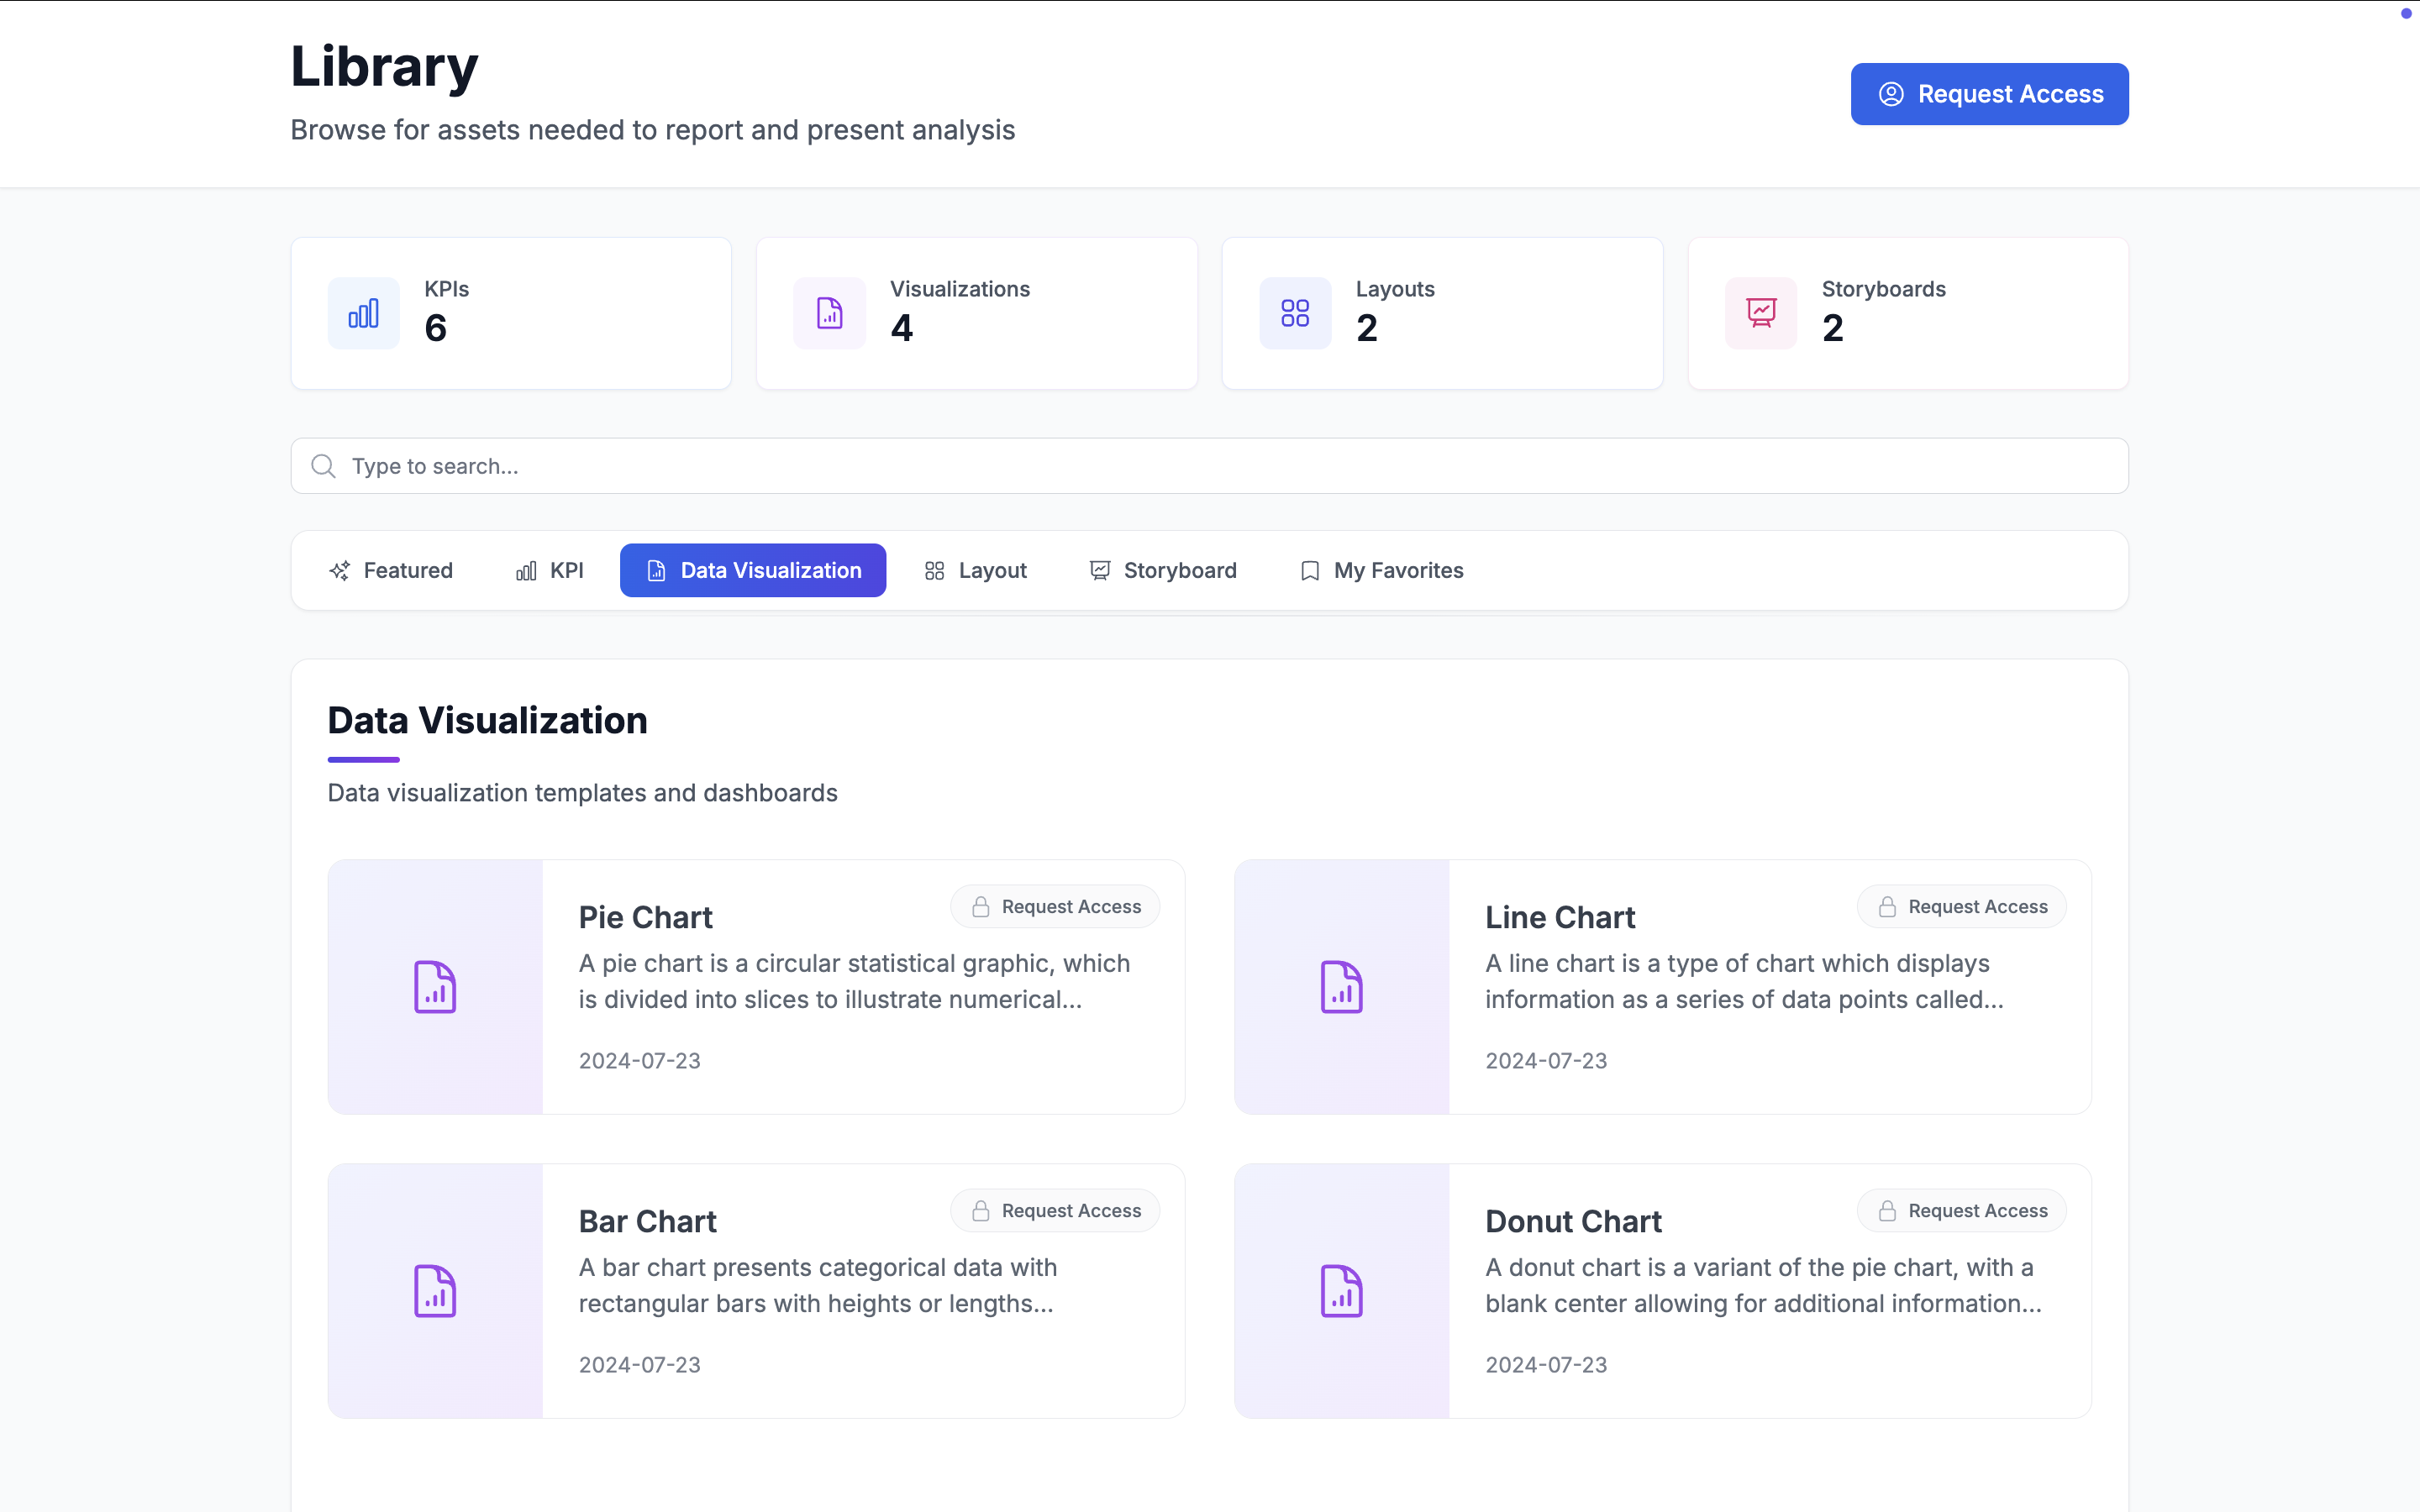 Library
Browse for assets needed to report and present analysis
Request Access
KPIs
6
Visualizations
4
Layouts
2
Storyboards
2
Type to search...
Featured
KPI
Data Visualization
Layout
Storyboard
My Favorites
Data Visualization
Data visualization templates and dashboards
Pie Chart
Request Access
A pie chart is a circular statistical graphic, which
is divided into slices to illustrate numerical...
2024-07-23
Line Chart
Request Access
A line chart is a type of chart which displays
information as a series of data points called...
2024-07-23
Bar Chart
Request Access
A bar chart presents categorical data with
rectangular bars with heights or lengths...
2024-07-23
Donut Chart
Request Access
A donut chart is a variant of the pie chart, with a
blank center allowing for additional information...
2024-07-23